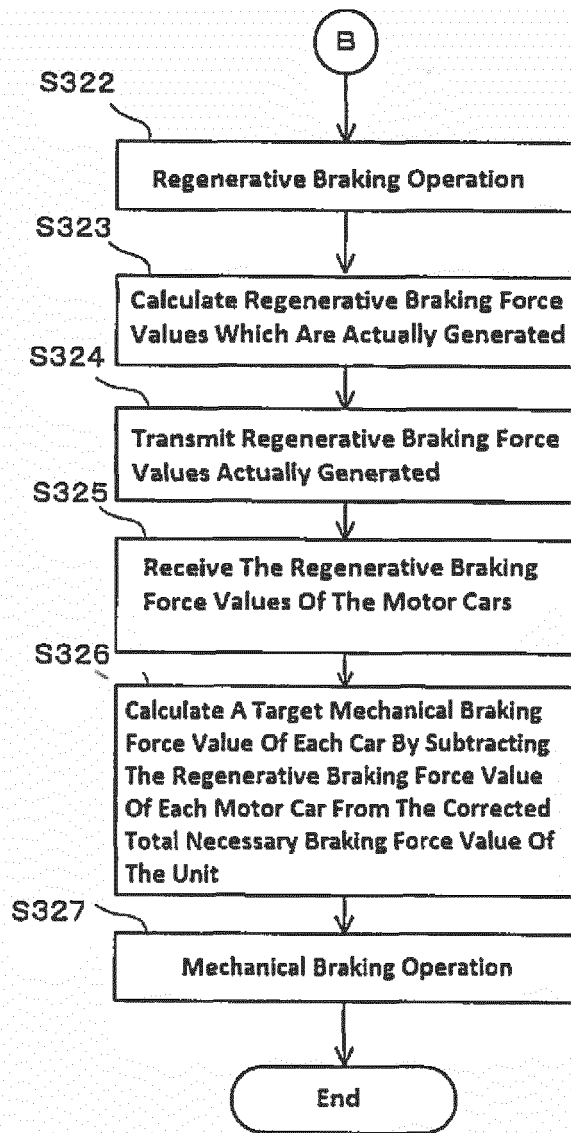 B
S322
Regenerative Braking Operation
S323
Calculate Regenerative Braking Force
Values Which Are Actually Generated
S324
Transmit Regenerative Braking Force
Values Actually Generated
S325
Receive The Regenerative Braking
Force Values Of The Motor Cars
S326
Calculate A Target Mechanical Braking
Force Value Of Each Car By Subtracting
The Regenerative Braking Force Value
Of Each Motor Car From The Corrected
Total Necessary Braking Force Value Of
The Unit
S327
Mechanical Braking Operation
End